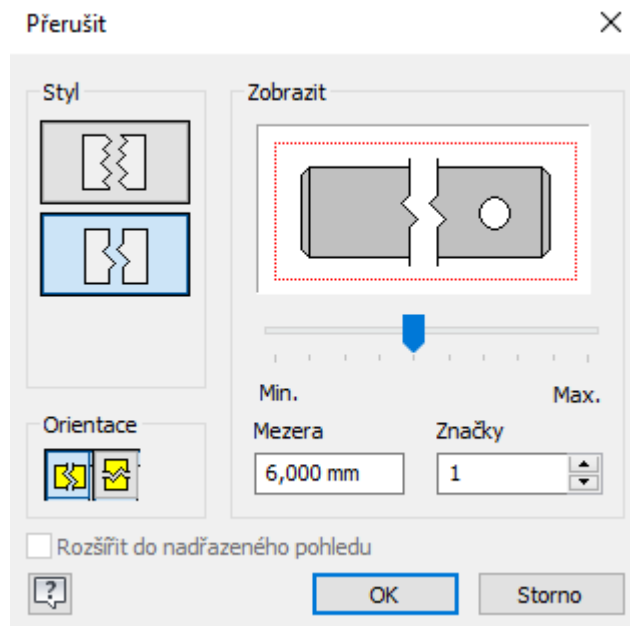 Přerušit
Styl
Zobrazit
Min.
Max.
Orientace
Mezera
Značky
6,000 mm
1
Rozšířit do nadřazeného pohledu
?
OK
Storno